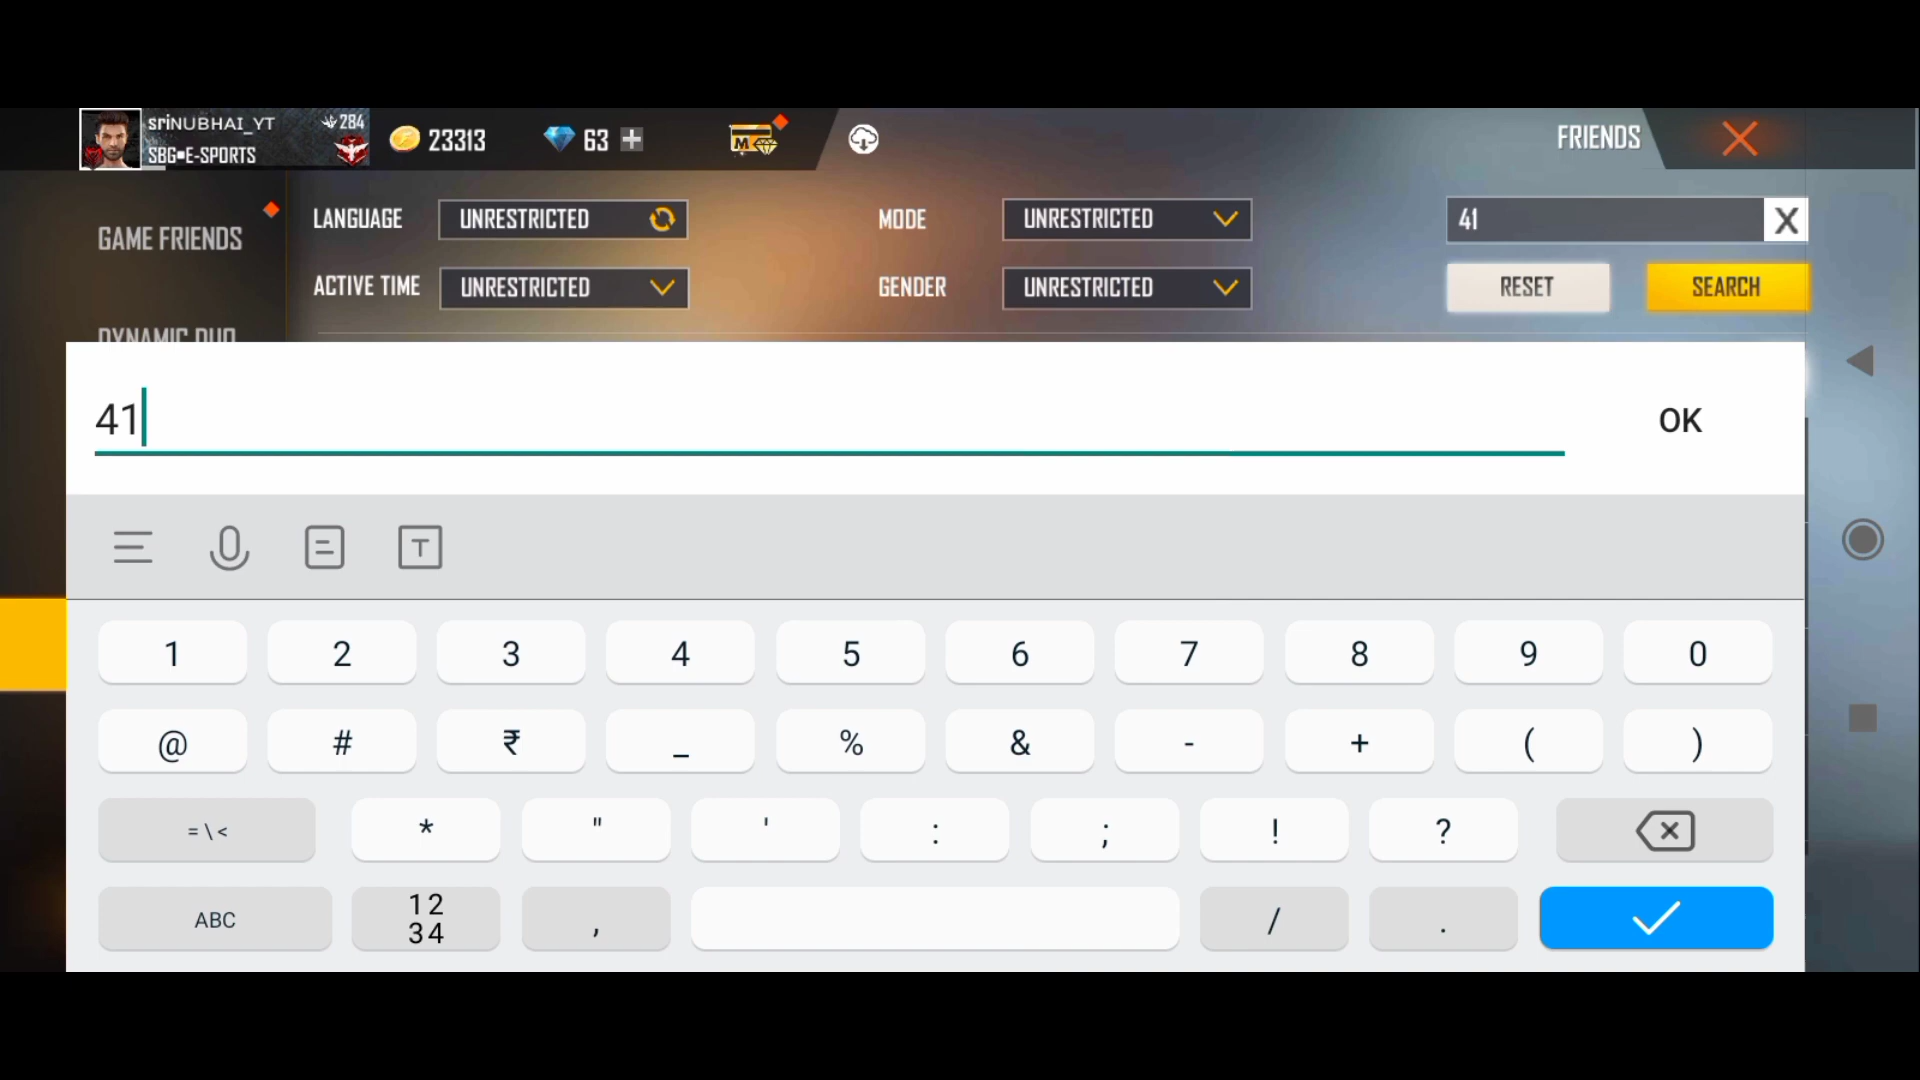 sriNUBHAI_YT 284
SBG▪E-SPORTS
23313 63
M
FRIENDS
GAME FRIENDS
LANGUAGE UNRESTRICTED
MODE UNRESTRICTED
41 X
ACTIVE TIME UNRESTRICTED
GENDER UNRESTRICTED
RESET SEARCH
DYNAMIC DUO
41 OK
T
1 2 3 4 5 6 7 8 9 0
@ # ₹ _ % & - + ( )
=\< * " ' : ; ! ?
ABC 12 34 , / .